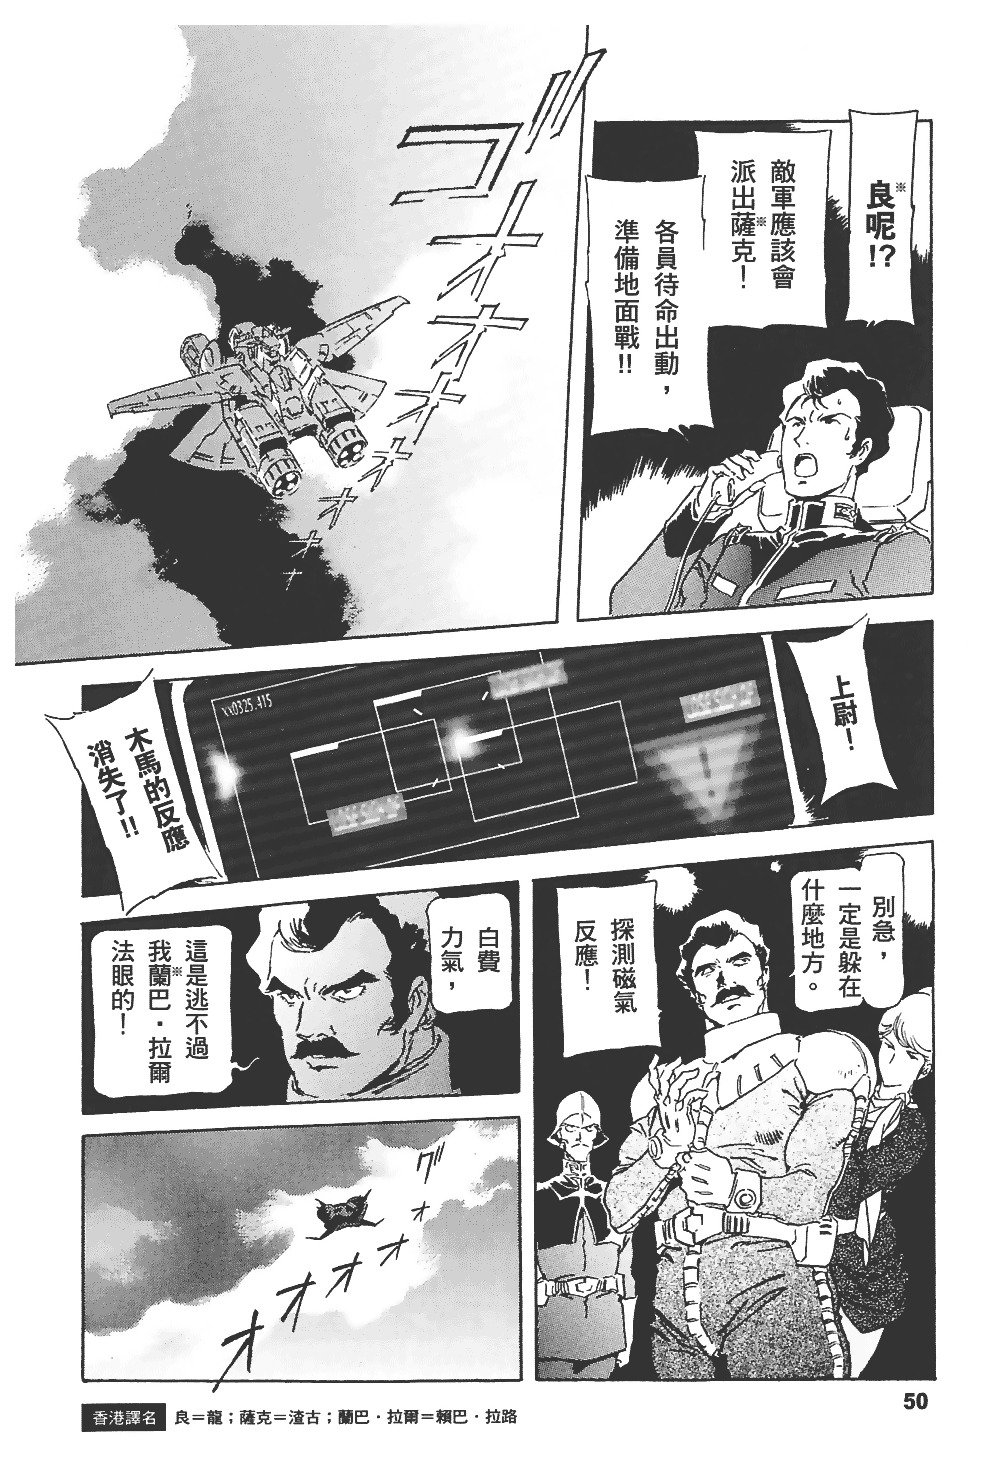 良※呢!?
敵軍應該會
派出薩※克！
各員待命出動，
準備地面戰!!
ゴオオオオオオオオ
上尉！
xx0325.415
木馬的反應
消失了!!
別急，
一定是躲在
什麼地方。
探測磁氣
反應！
白費
力氣，
這是逃不過
我蘭※巴・拉爾
法眼的！
グオオオオ
50
香港譯名 良＝龍；薩克＝渣古；蘭巴・拉爾＝賴巴・拉路